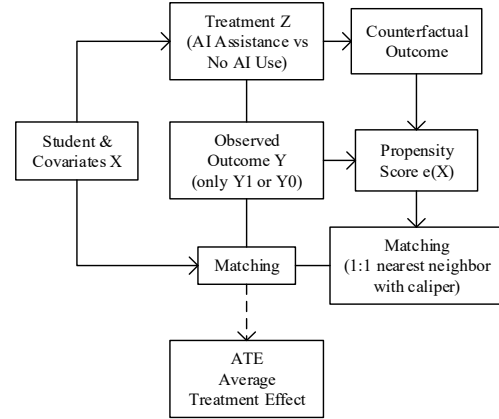 Treatment Z
(AI Assistance vs
No AI Use)
Counterfactual
Outcome
Student &
Covariates X
Observed
Outcome Y
(only Y1 or Y0)
Propensity
Score e(X)
Matching
Matching
(1:1 nearest neighbor
with caliper)
ATE
Average
Treatment Effect